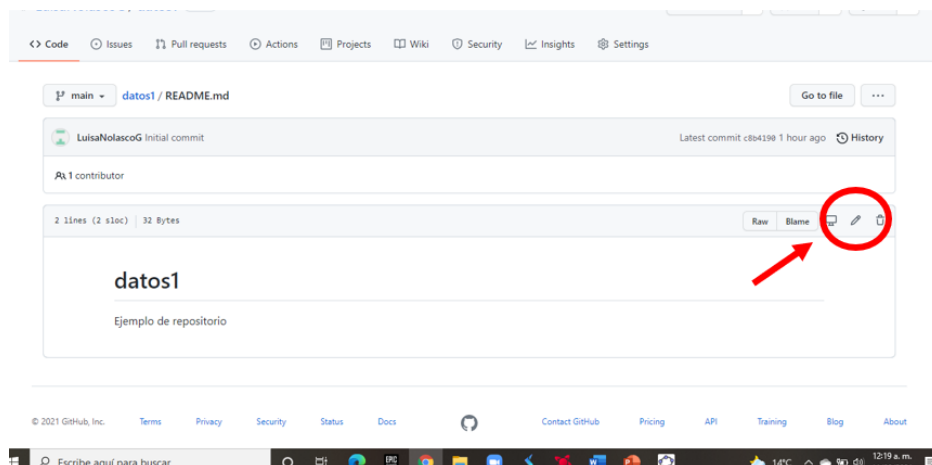 <> Code Issues Pull requests Actions Projects Wiki Security Insights Settings
main datos1 / README.md Go to file ...
LuisaNolascoG Initial commit Latest commit c8b4190 1 hour ago History
1 contributor
2 lines (2 sloc) 32 Bytes Raw Blame
datos1
Ejemplo de repositorio
© 2021 GitHub, Inc. Terms Privacy Security Status Docs Contact GitHub Pricing API Training Blog About
Escribe aquí para buscar 14°C 12:19 a. m.